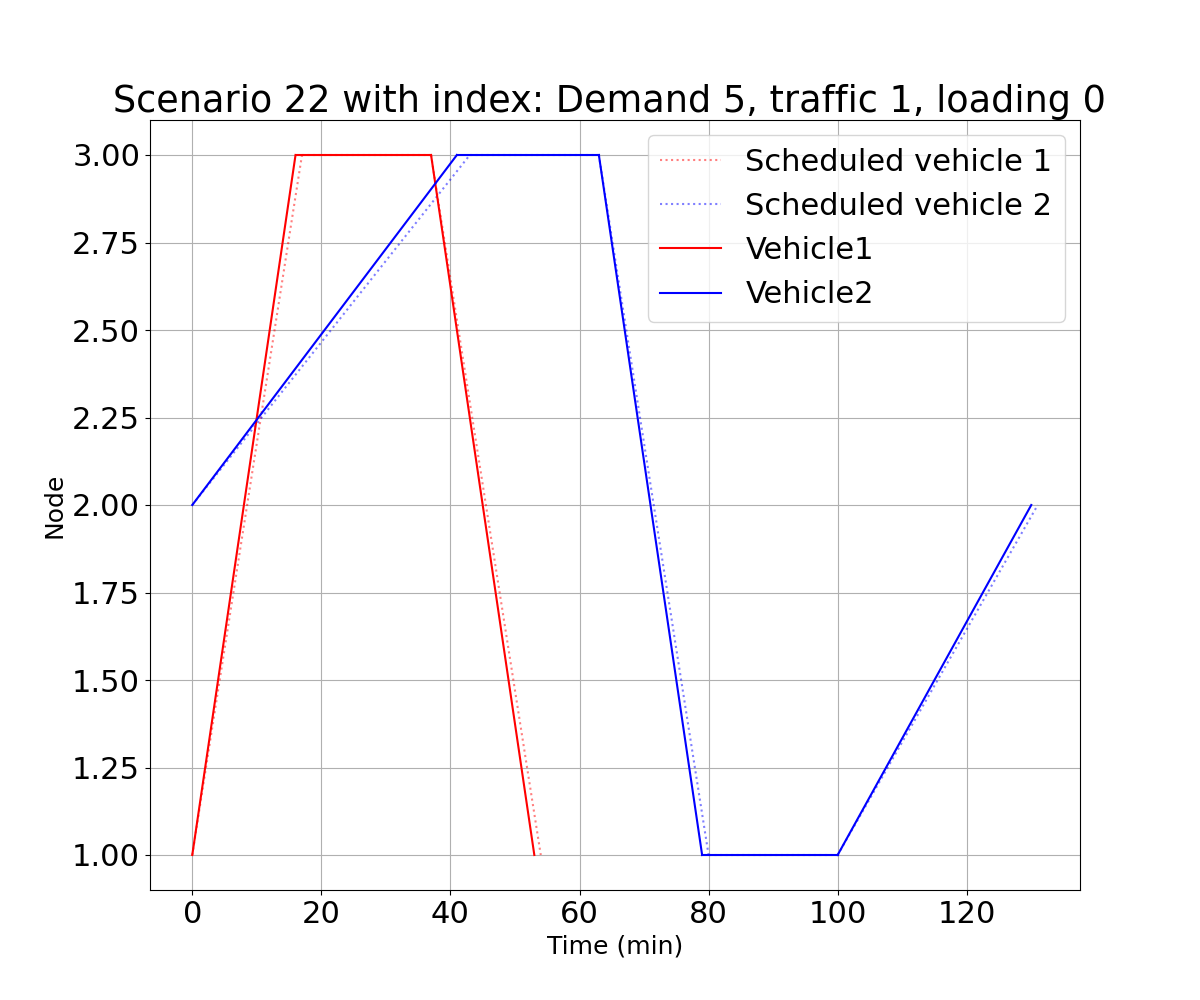 Scenario 22 with index: Demand 5, traffic 1, loading 0
Scheduled vehicle 1
Scheduled vehicle 2
Vehicle1
Vehicle2
3.00
2.75
2.50
2.25
2.00
1.75
1.50
1.25
1.00
Node
0 20 40 60 80 100 120
Time (min)